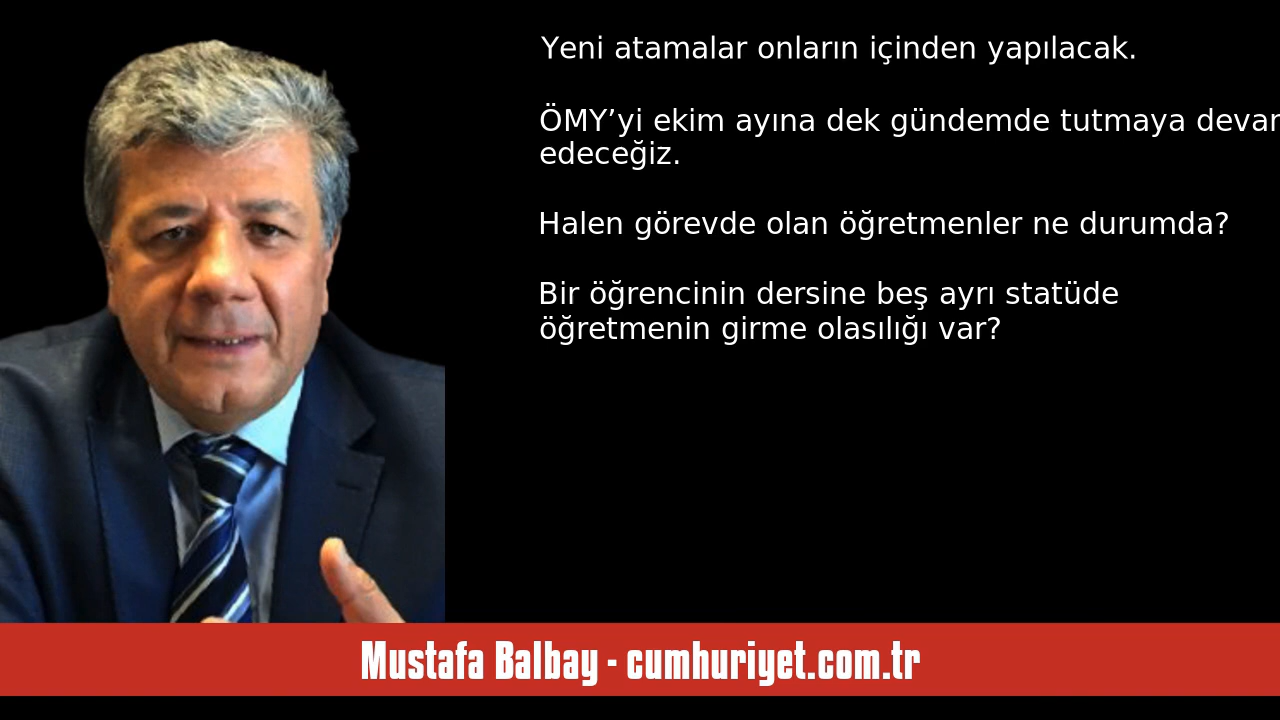 Yeni atamalar onların içinden yapılacak.
ÖMY’yi ekim ayına dek gündemde tutmaya devam
edeceğiz.
Halen görevde olan öğretmenler ne durumda?
Bir öğrencinin dersine beş ayrı statüde
öğretmenin girme olasılığı var?
Mustafa Balbay - cumhuriyet.com.tr